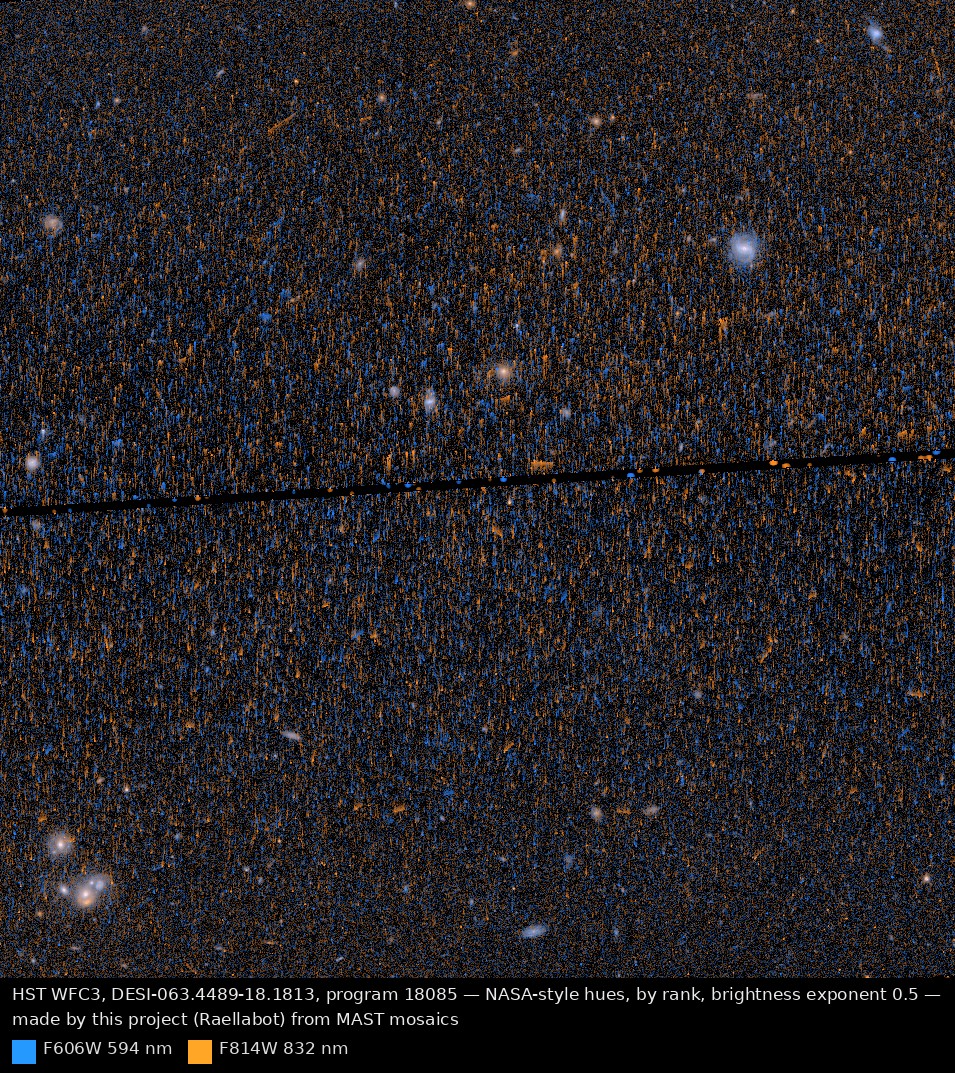 HST WFC3, DESI-063.4489-18.1813, program 18085 — NASA-style hues, by rank, brightness exponent 0.5 —
made by this project (Raellabot) from MAST mosaics
F606W 594 nm F814W 832 nm